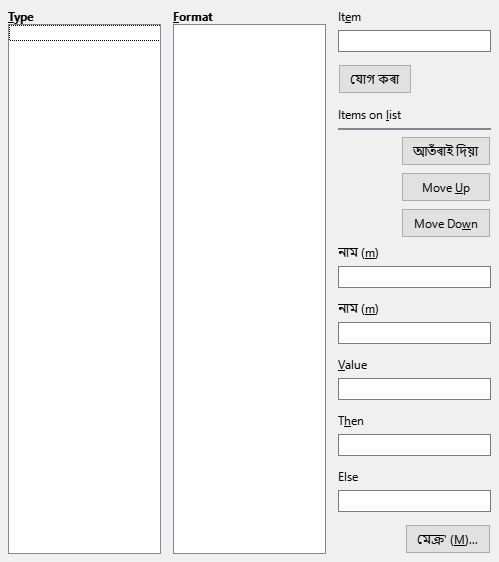 Type
Format
Item
যোগ কৰা
Items on list
আতঁৰাই দিয়া
Move Up
Move Down
নাম (m)
নাম (m)
Value
Then
Else
মেক্ৰ' (M)...